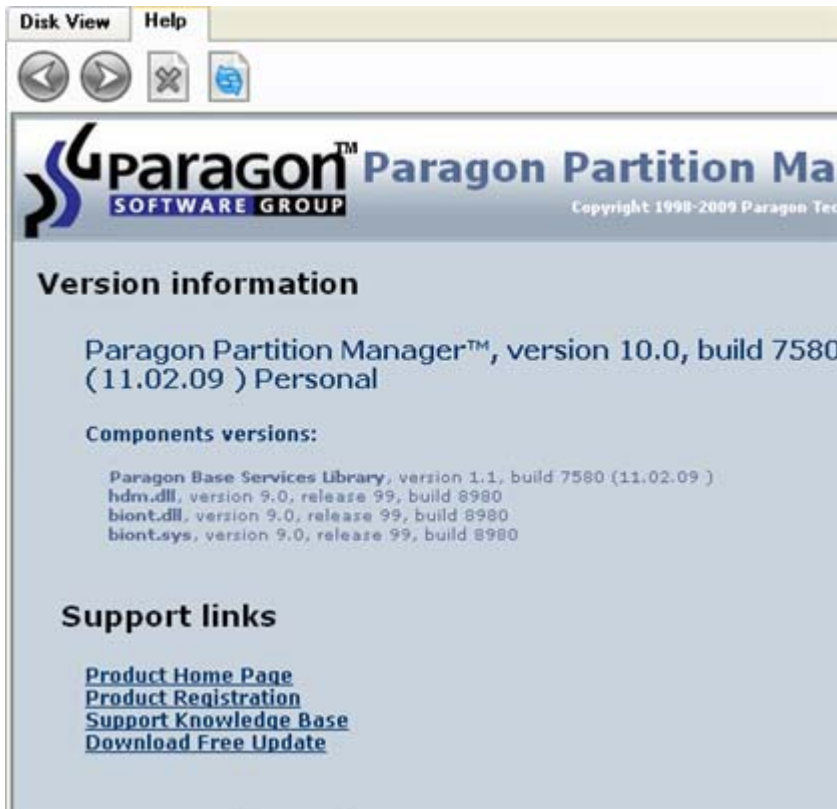 Disk View Help
Paragon™ Paragon Partition Ma
SOFTWARE GROUP
Copyright 1998-2009 Paragon Tec
Version information
Paragon Partition Manager™, version 10.0, build 7580
(11.02.09 ) Personal
Components versions:
Paragon Base Services Library, version 1.1, build 7580 (11.02.09 )
hdm.dll, version 9.0, release 99, build 8980
biont.dll, version 9.0, release 99, build 8980
biont.sys, version 9.0, release 99, build 8980
Support links
Product Home Page
Product Registration
Support Knowledge Base
Download Free Update